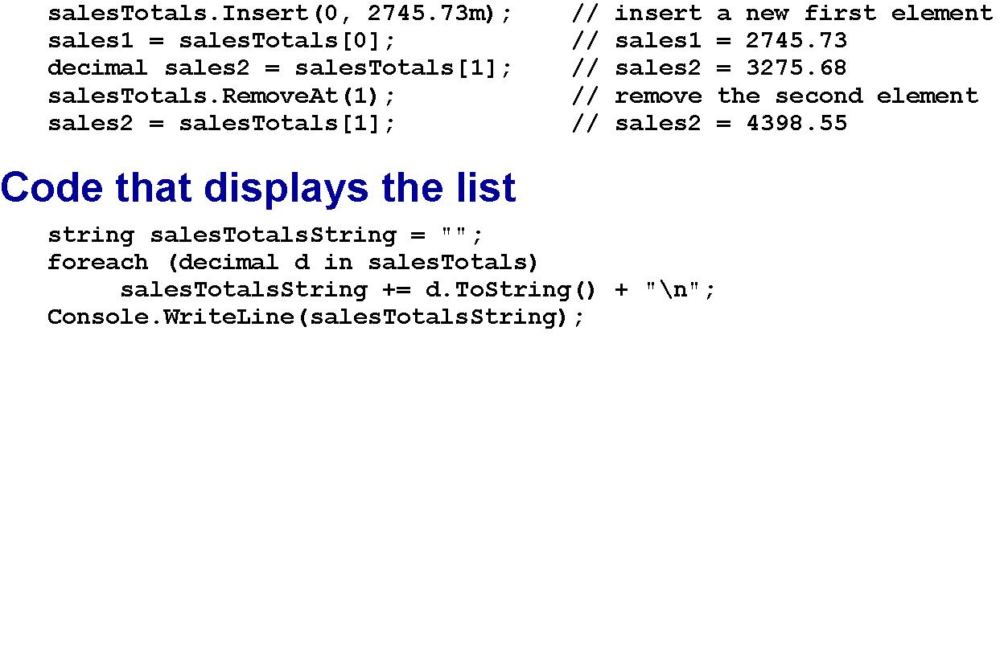 salesTotals.Insert(0, 2745.73m);    // insert a new first element
sales1 = salesTotals[0];            // sales1 = 2745.73
decimal sales2 = salesTotals[1];    // sales2 = 3275.68
salesTotals.RemoveAt(1);            // remove the second element
sales2 = salesTotals[1];            // sales2 = 4398.55
Code that displays the list
string salesTotalsString = "";
foreach (decimal d in salesTotals)
     salesTotalsString += d.ToString() + "\n";
Console.WriteLine(salesTotalsString);